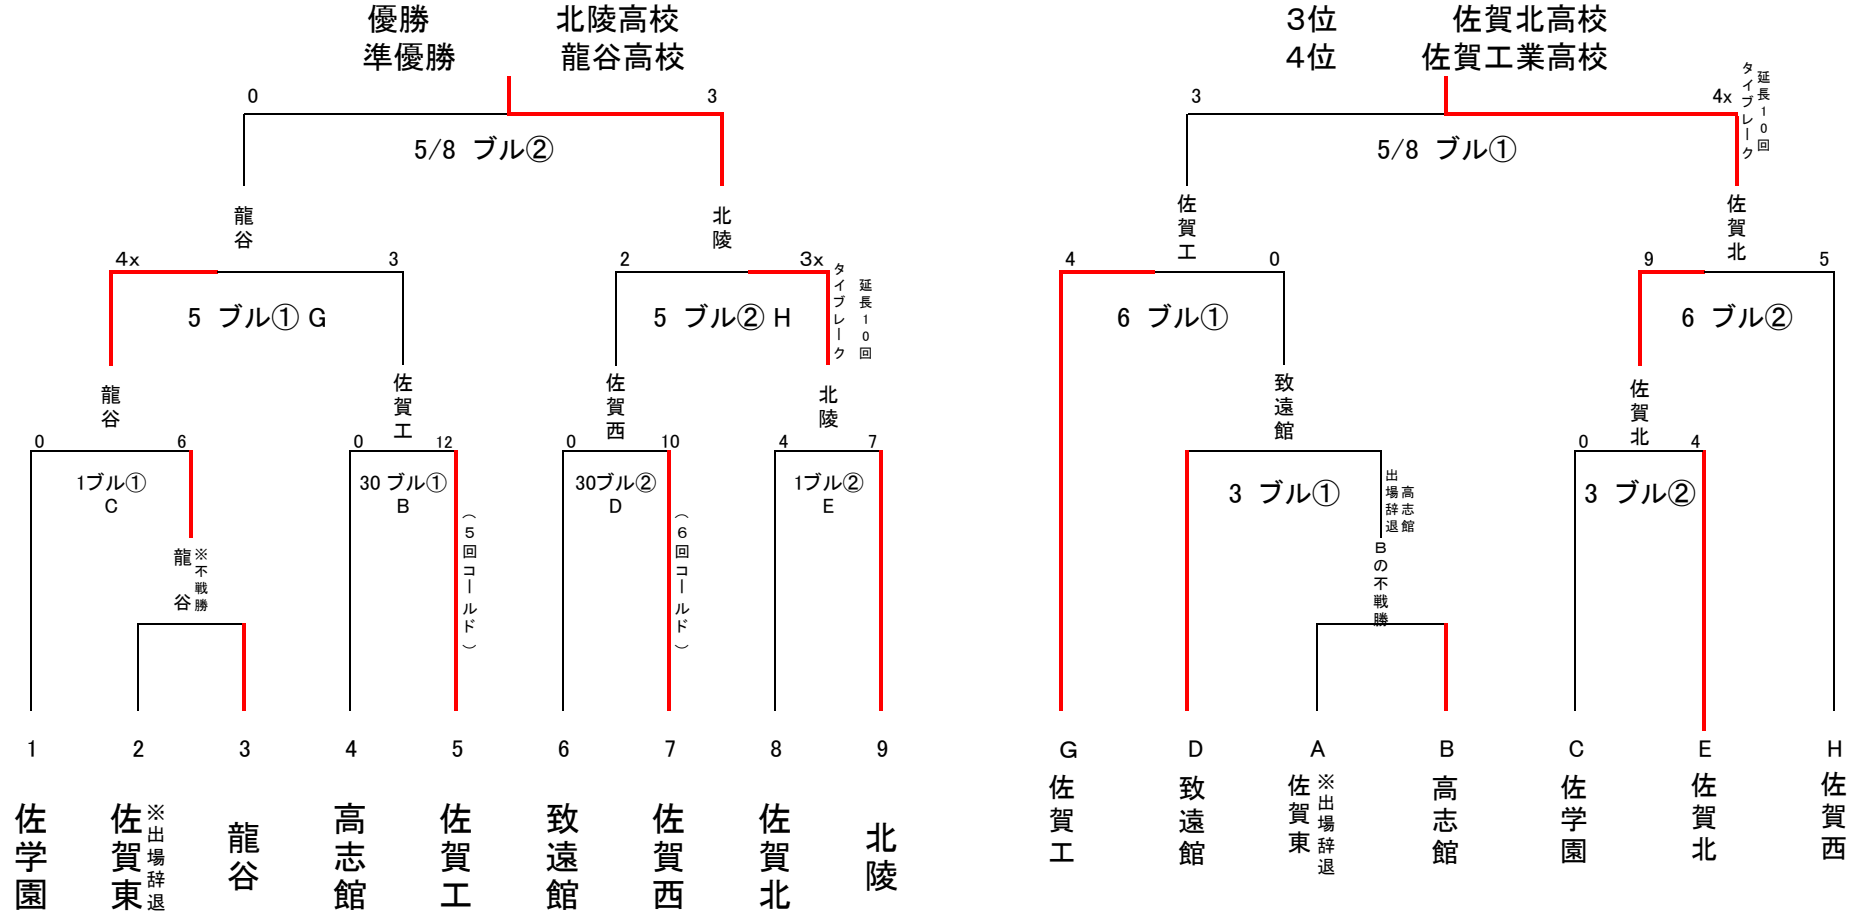 優勝 北陵高校
準優勝 龍谷高校
0 3
5/8 ブル②
龍谷
北陵
4x 3
5 ブル① G
2 3x
タイブレーク
延長10回
5 ブル② H
龍谷
佐賀工
佐賀西
北陵
0 6
1ブル①
C
0 12
30 ブル①
B
(5回コールド)
0 10
30ブル②
D
(6回コールド)
4 7
1ブル②
E
龍谷
※不戦勝
1 2 3 4 5 6 7 8 9
佐学園
佐賀東
※出場辞退
龍谷
高志館
佐賀工
致遠館
佐賀西
佐賀北
北陵
3位 佐賀北高校
4位 佐賀工業高校
3 4x
延長10回
タイブレーク
5/8 ブル①
佐賀工
佐賀北
4 0
6 ブル①
9 5
6 ブル②
致遠館
佐賀北
3 ブル①
高志館
出場辞退
Bの不戦勝
0 4
3 ブル②
G D A B C E H
佐賀工
致遠館
佐賀東
※出場辞退
高志館
佐学園
佐賀北
佐賀西